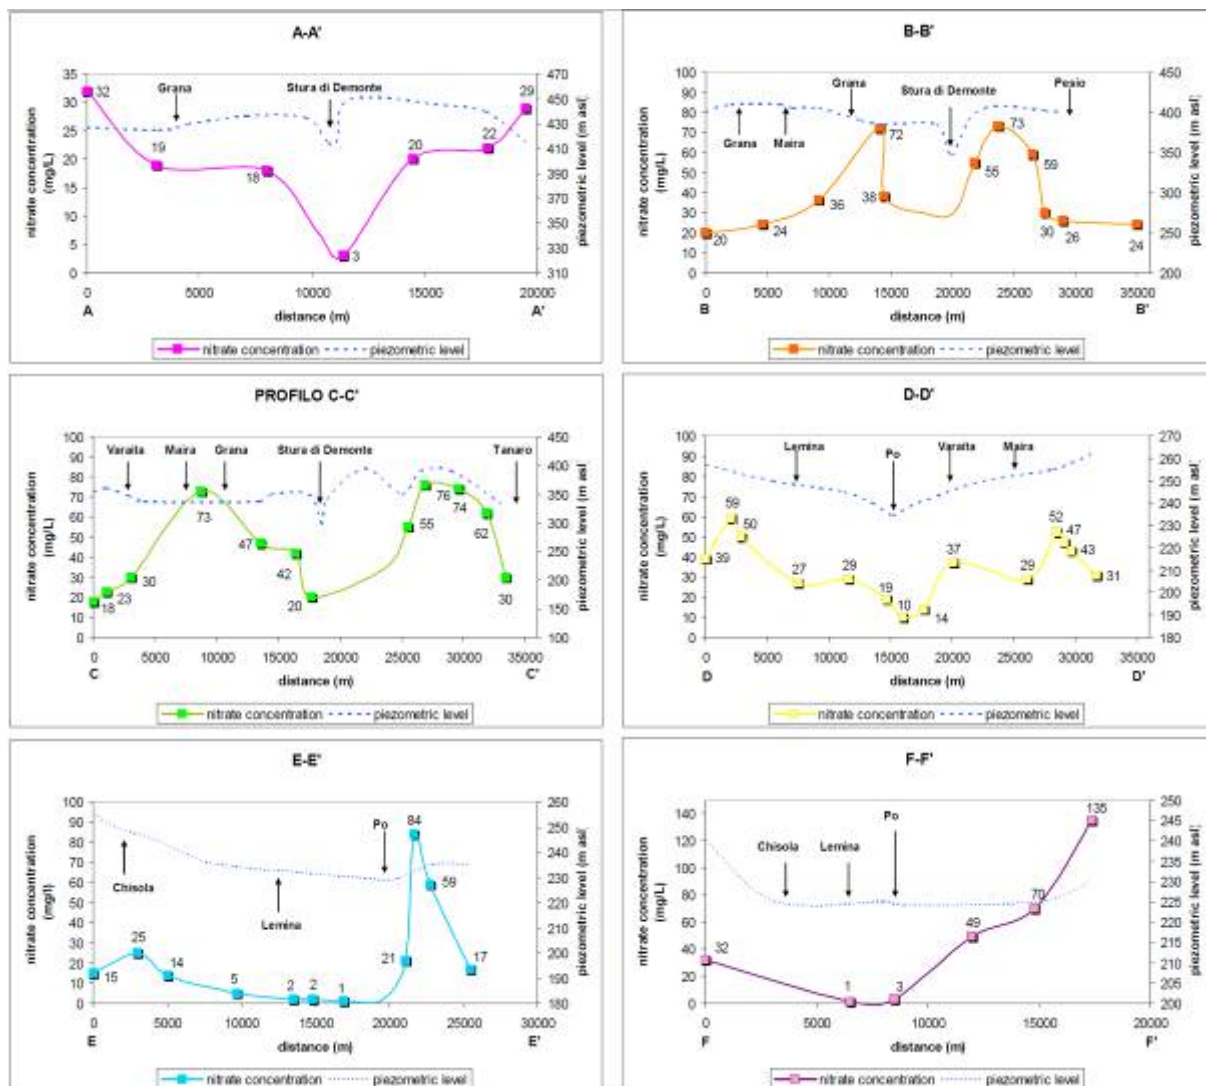 A-A'
nitrate concentration
(mg/L)
piezometric level (m asl)
35
30
25
20
15
10
5
0
470
450
430
410
390
370
350
330
310
Grana
Stura di Demonte
32
19
18
3
20
22
29
0
5000
10000
15000
20000
A
distance (m)
A'
nitrate concentration
piezometric level
B-B'
nitrate concentration
(mg/L)
piezometric level (m asl)
100
90
80
70
60
50
40
30
20
10
0
450
400
350
300
250
200
Grana
Maira
Grana
Stura di Demonte
Pesio
20
24
36
72
38
55
73
59
30
26
24
0
5000
10000
15000
20000
25000
30000
35000
B
distance (m)
B'
nitrate concentration
piezometric level
PROFILO C-C'
nitrate concentration
(mg/L)
piezometric level (m asl)
100
90
80
70
60
50
40
30
20
10
0
450
400
350
300
250
200
150
100
Varaita
Maira
Grana
Stura di Demonte
Tanaro
18
23
30
73
47
42
20
55
76
74
62
30
0
5000
10000
15000
20000
25000
30000
35000
C
distance (m)
C'
nitrate concentration
piezometric level
D-D'
nitrate concentration
(mg/L)
piezometric level (m asl)
100
90
80
70
60
50
40
30
20
10
0
270
260
250
240
230
220
210
200
190
180
Lemina
Po
Varaita
Maira
39
59
50
27
29
19
10
14
37
29
52
47
43
31
0
5000
10000
15000
20000
25000
30000
35000
D
distance (m)
D'
nitrate concentration
piezometric level
E-E'
nitrate concentration
(mg/l)
piezometric level (m asl)
100
90
80
70
60
50
40
30
20
10
0
260
250
240
230
220
210
200
190
180
Chisola
Lemina
Po
15
25
14
5
2
2
1
21
84
59
17
0
5000
10000
15000
20000
25000
30000
E
distance (m)
E'
nitrate concentration
piezometric level
F-F'
nitrate concentration
(mg/L)
piezometric level (m asl)
140
120
100
80
60
40
20
0
250
245
240
235
230
225
220
215
210
205
200
Chisola
Lemina
Po
32
1
3
49
70
135
0
5000
10000
15000
20000
F
distance (m)
F'
nitrate concentration
piezometric level